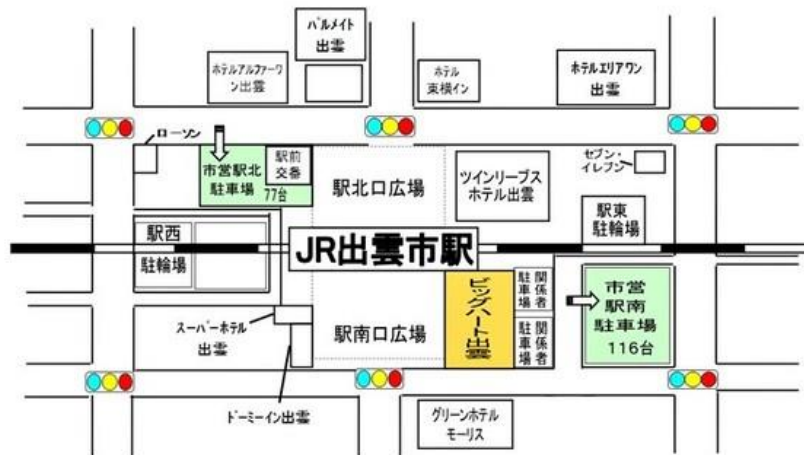 パルメイト
出雲
ホテルアルファーワ
ン出雲
ホテル
東横イン
ホテルエリアワン
出雲
ローソン
市営駅北
駐車場
77台
駅前
交番
駅北口広場
ツインリーブス
ホテル出雲
セブン・
イレブン
駅東
駐輪場
駅西
駐輪場
JR出雲市駅
スーパーホテル
出雲
駅南口広場
ビッグハート出雲
関係者
駐車場
関係者
駐車場
市営
駅南
駐車場
116台
ドーミーイン出雲
グリーンホテル
モーリス